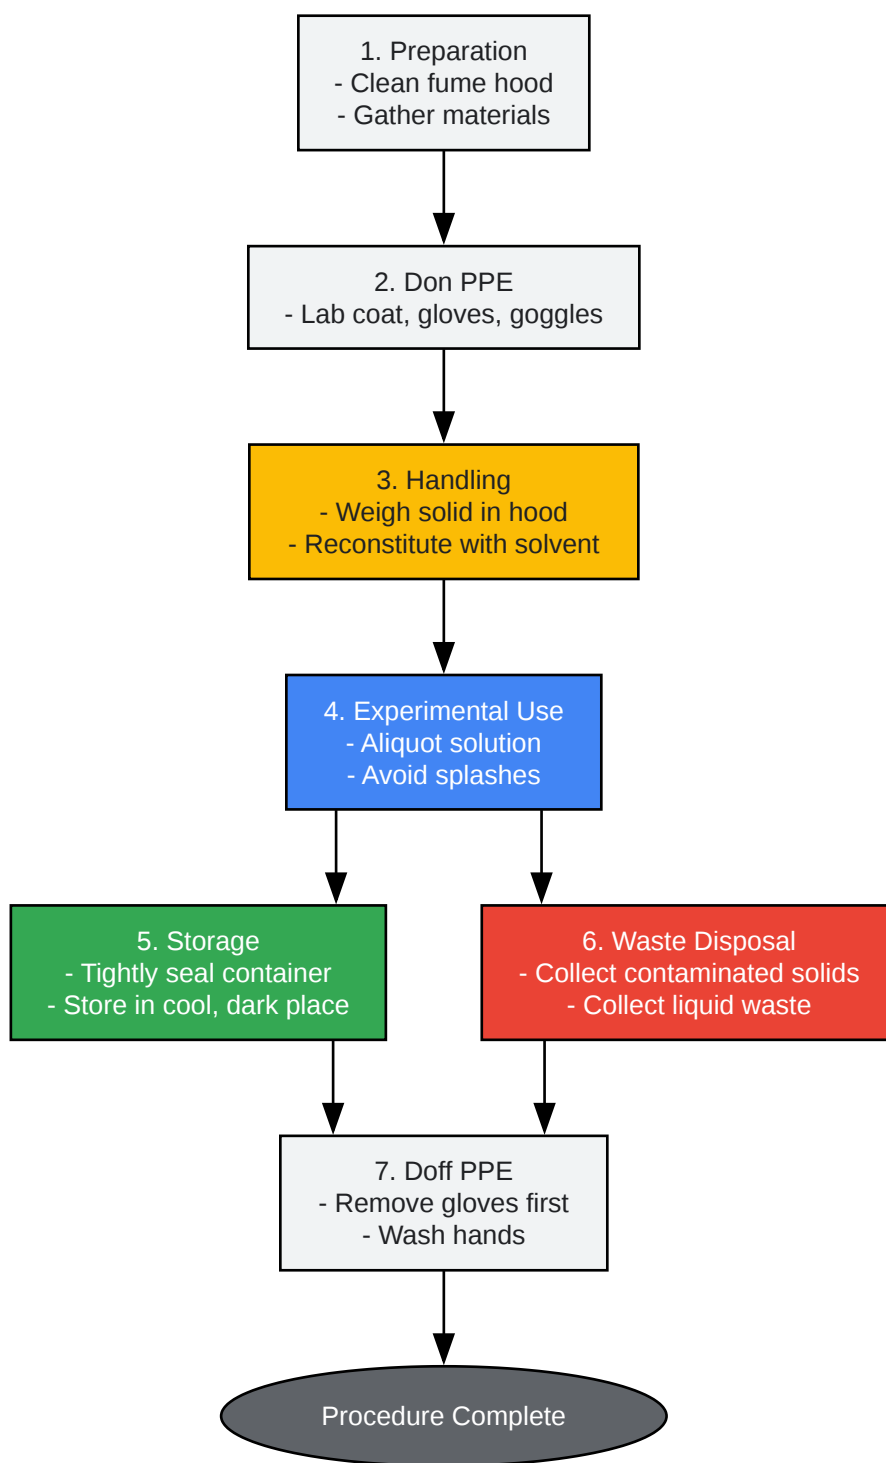 1. Preparation
- Clean fume hood
- Gather materials
2. Don PPE
- Lab coat, gloves, goggles
3. Handling
- Weigh solid in hood
- Reconstitute with solvent
4. Experimental Use
- Aliquot solution
- Avoid splashes
5. Storage
- Tightly seal container
- Store in cool, dark place
6. Waste Disposal
- Collect contaminated solids
- Collect liquid waste
7. Doff PPE
- Remove gloves first
- Wash hands
Procedure Complete